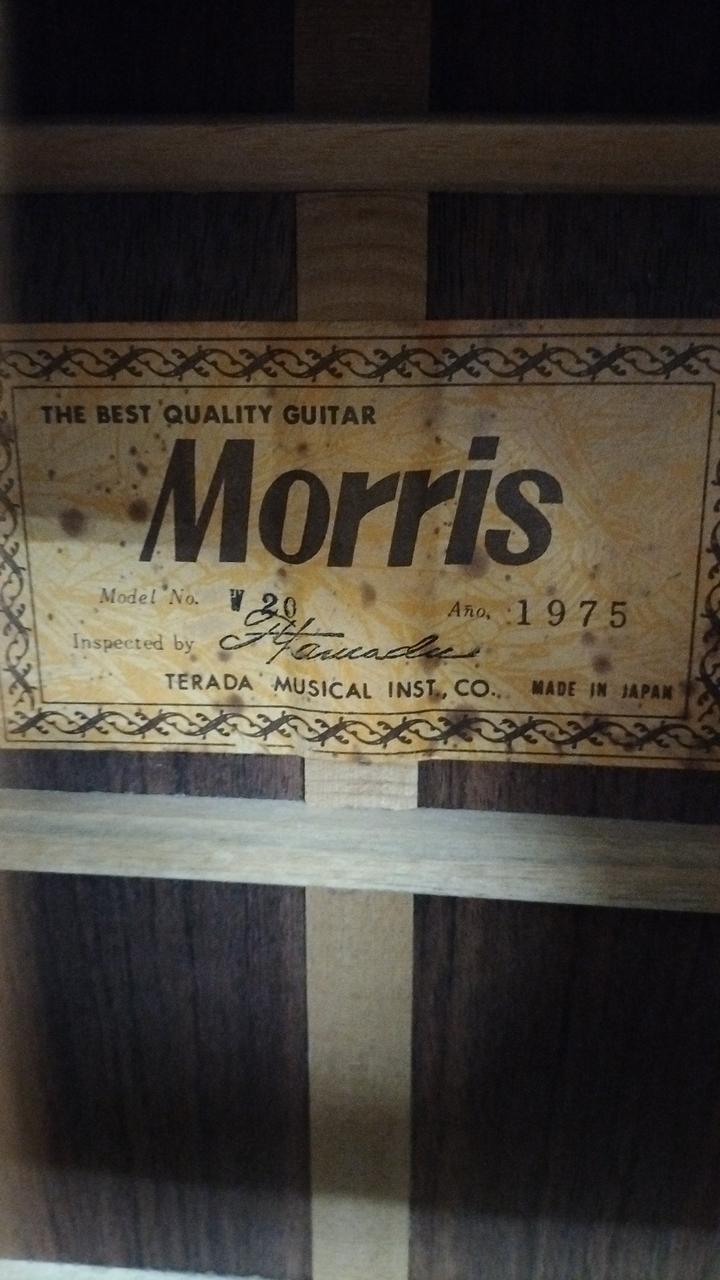 THE BEST QUALITY GUITAR
Morris
Model No. W 20 Año, 1975
Inspected by
TERADA MUSICAL INST., CO., MADE IN JAPAN